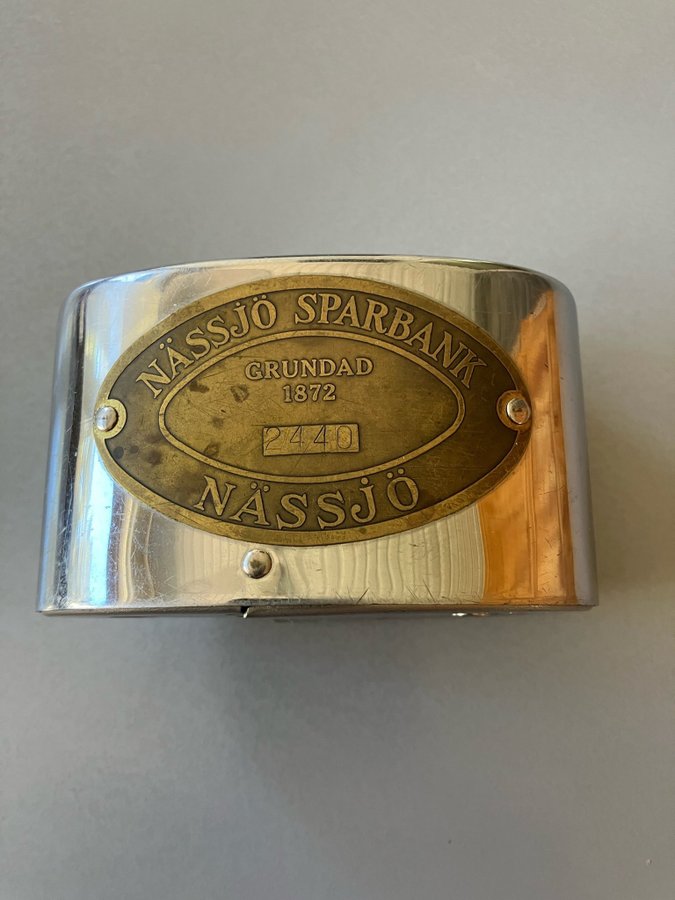 NÄSSJÖ SPARBANK
GRUNDAD
1872
2440
NÄSSJÖ